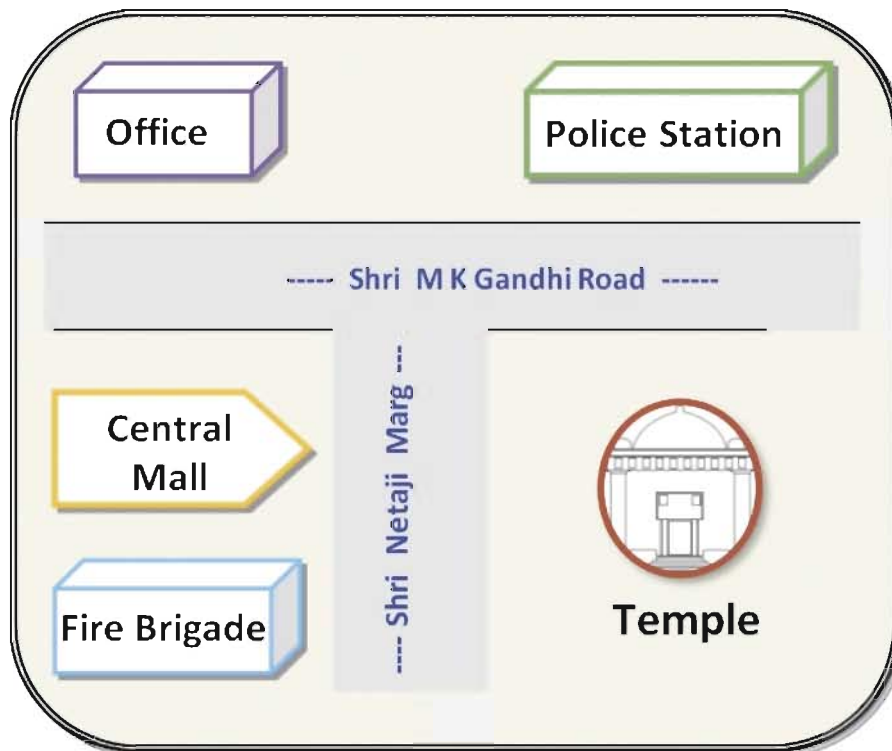 Office
Police Station
----- Shri M K Gandhi Road ------
Central
Mall
---- Shri Netaji Marg ---
Fire Brigade
Temple